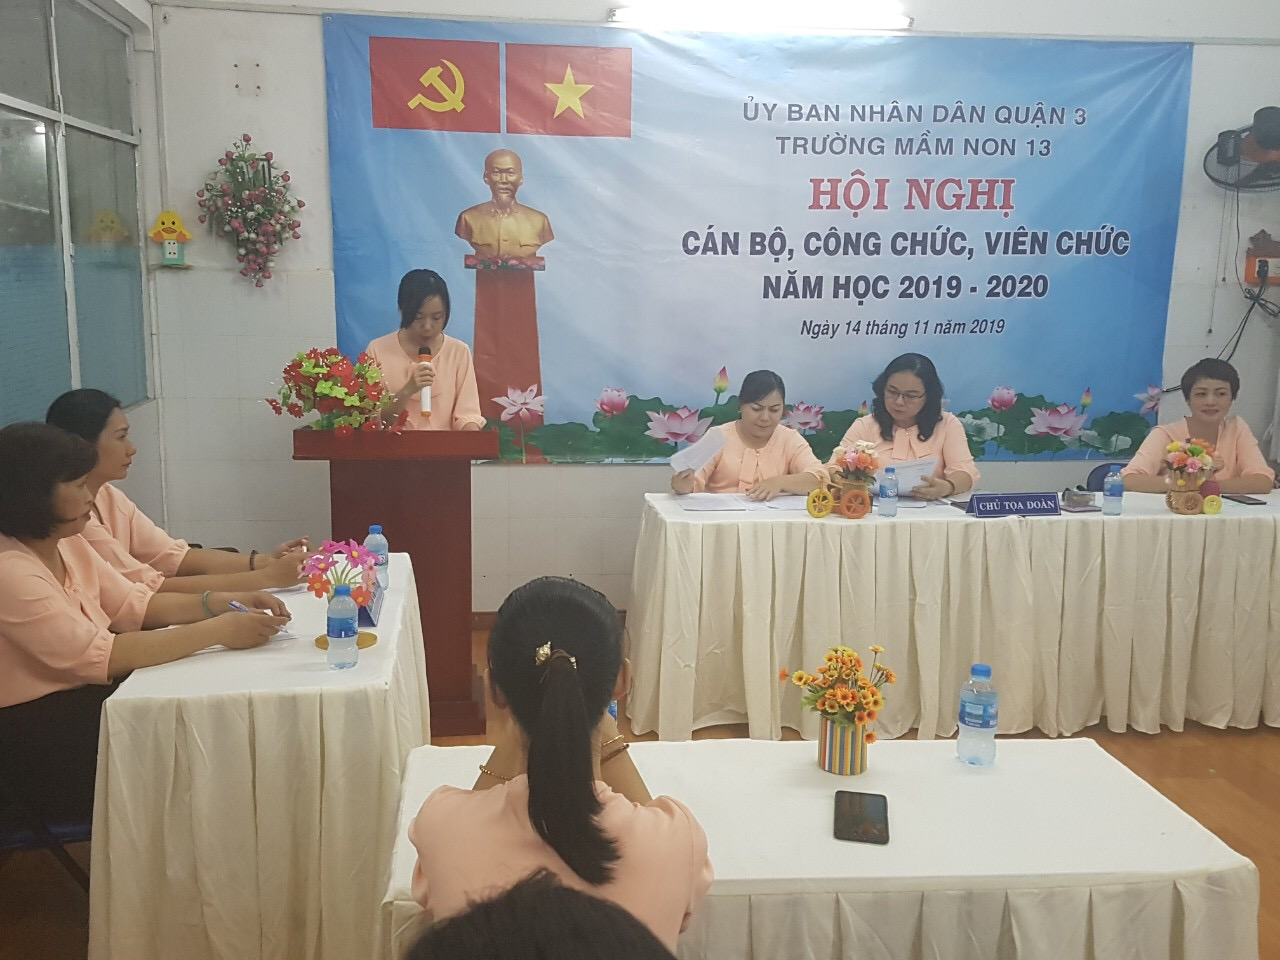 ỦY BAN NHÂN DÂN QUẬN 3
TRƯỜNG MẦM NON 13
HỘI NGHỊ
CÁN BỘ, CÔNG CHỨC, VIÊN CHỨC
NĂM HỌC 2019 - 2020
Ngày 14 tháng 11 năm 2019
CHỦ TỌA ĐOÀN